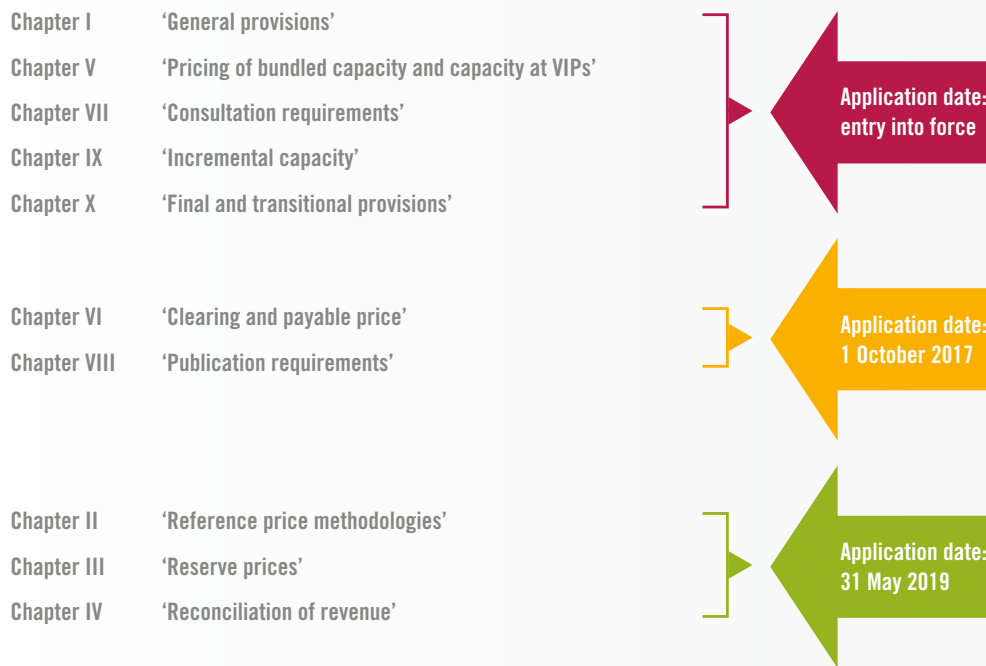 Chapter I ‘General provisions’
Chapter V ‘Pricing of bundled capacity and capacity at VIPs’
Chapter VII ‘Consultation requirements’
Chapter IX ‘Incremental capacity’
Chapter X ‘Final and transitional provisions’
Application date:
entry into force
Chapter VI ‘Clearing and payable price’
Chapter VIII ‘Publication requirements’
Application date:
1 October 2017
Chapter II ‘Reference price methodologies’
Chapter III ‘Reserve prices’
Chapter IV ‘Reconciliation of revenue’
Application date:
31 May 2019